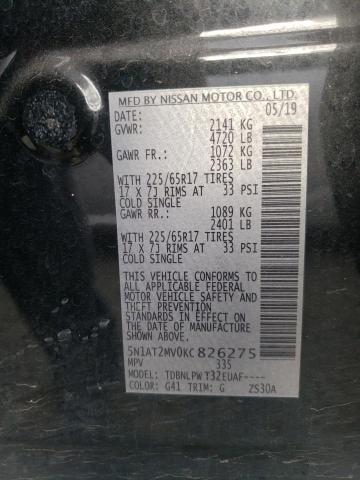 MFD BY NISSAN MOTOR CO., LTD.
DATE: 05/19
GVWR: 2141 KG
4720 LB
GAWR FR.: 1072 KG
2363 LB
WITH 225/65R17 TIRES
17 X 7J RIMS AT 33 PSI
COLD SINGLE
GAWR RR.: 1089 KG
2401 LB
WITH 225/65R17 TIRES
17 X 7J RIMS AT 33 PSI
COLD SINGLE
THIS VEHICLE CONFORMS TO
ALL APPLICABLE FEDERAL
MOTOR VEHICLE SAFETY AND
THEFT PREVENTION
STANDARDS IN EFFECT ON
THE DATE OF MANUFACTURE
SHOWN ABOVE.
5N1AT2MV0KC826275
MPV 335
MODEL: TDBNLPW T32EUAF----
COLOR: G41 TRIM: G ZS30A